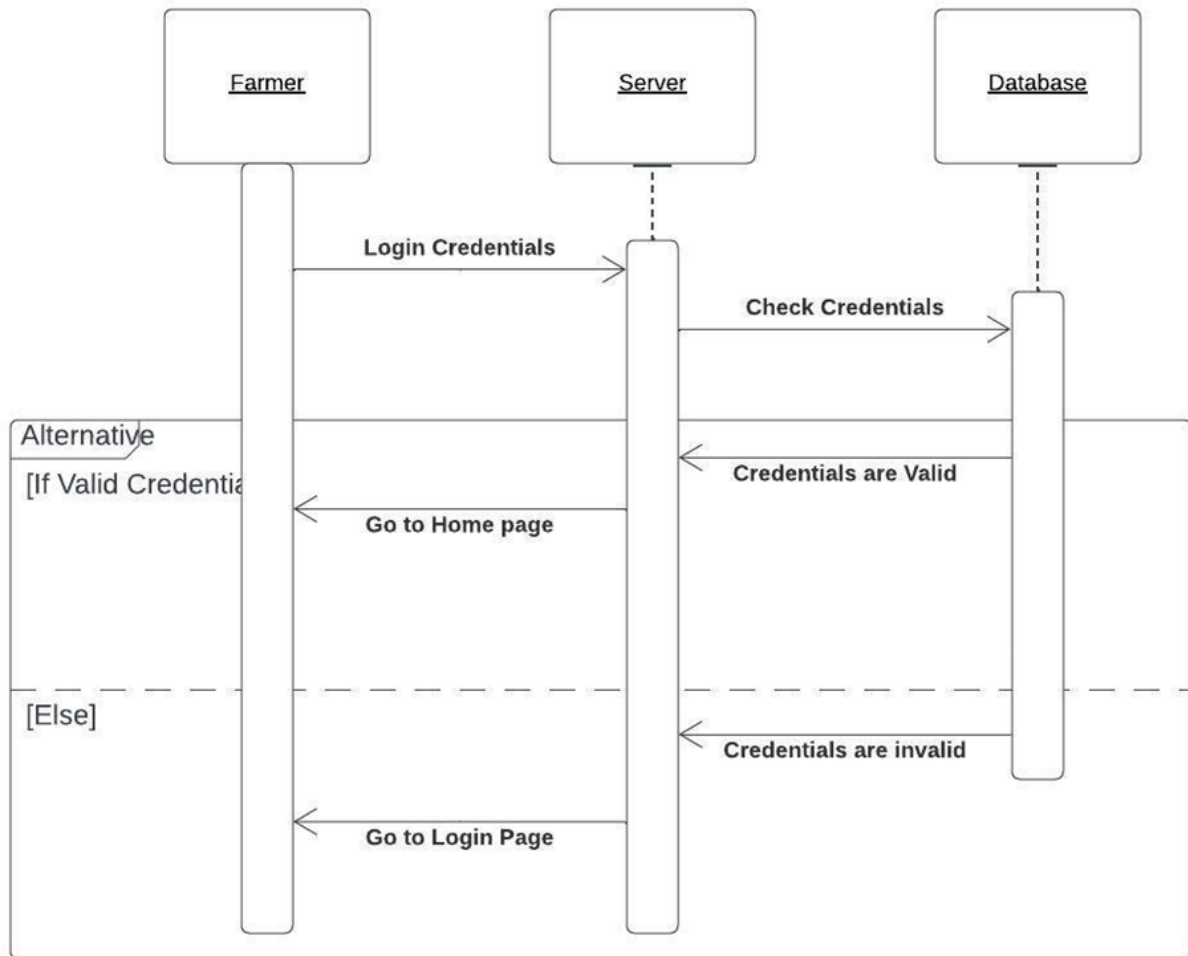 Farmer
Server
Database
Login Credentials
Check Credentials
Alternative
Credentials are Valid
[If Valid Credentia
Go to Home page
[Else]
Credentials are invalid
Go to Login Page